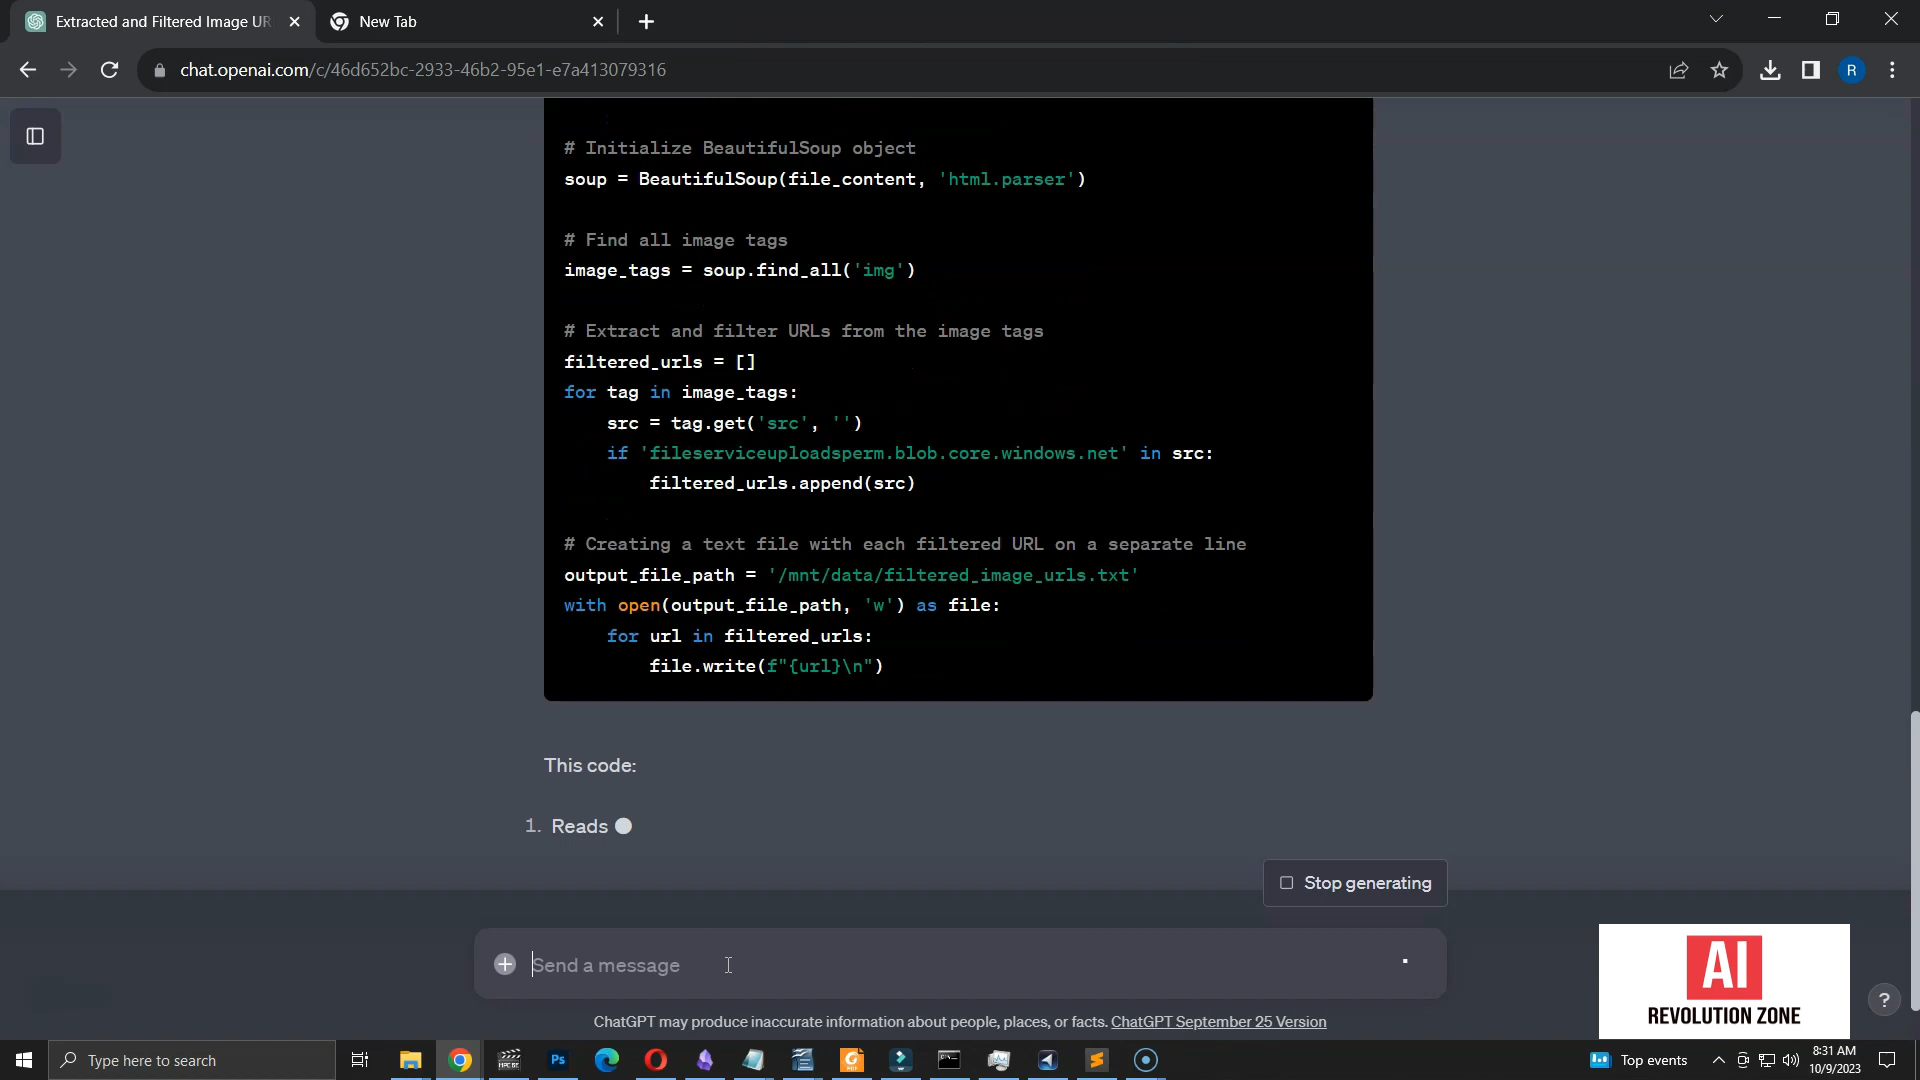 Extracted and Filtered Image UR
New Tab
chat.openai.com/c/46d652bc-2933-46b2-95e1-e7a413079316
R
# Initialize BeautifulSoup object
soup = BeautifulSoup(file_content, 'html.parser')
# Find all image tags
image_tags = soup.find_all('img')
# Extract and filter URLs from the image tags
filtered_urls = []
for tag in image_tags:
    src = tag.get('src', '')
    if 'fileserviceuploadsperm.blob.core.windows.net' in src:
        filtered_urls.append(src)
# Creating a text file with each filtered URL on a separate line
output_file_path = '/mnt/data/filtered_image_urls.txt'
with open(output_file_path, 'w') as file:
    for url in filtered_urls:
        file.write(f"{url}\n")
This code:
1. Reads
Stop generating
Send a message
ChatGPT may produce inaccurate information about people, places, or facts. ChatGPT September 25 Version
?
AI
REVOLUTION ZONE
Type here to search
Ps
Top events
8:31 AM
10/9/2023